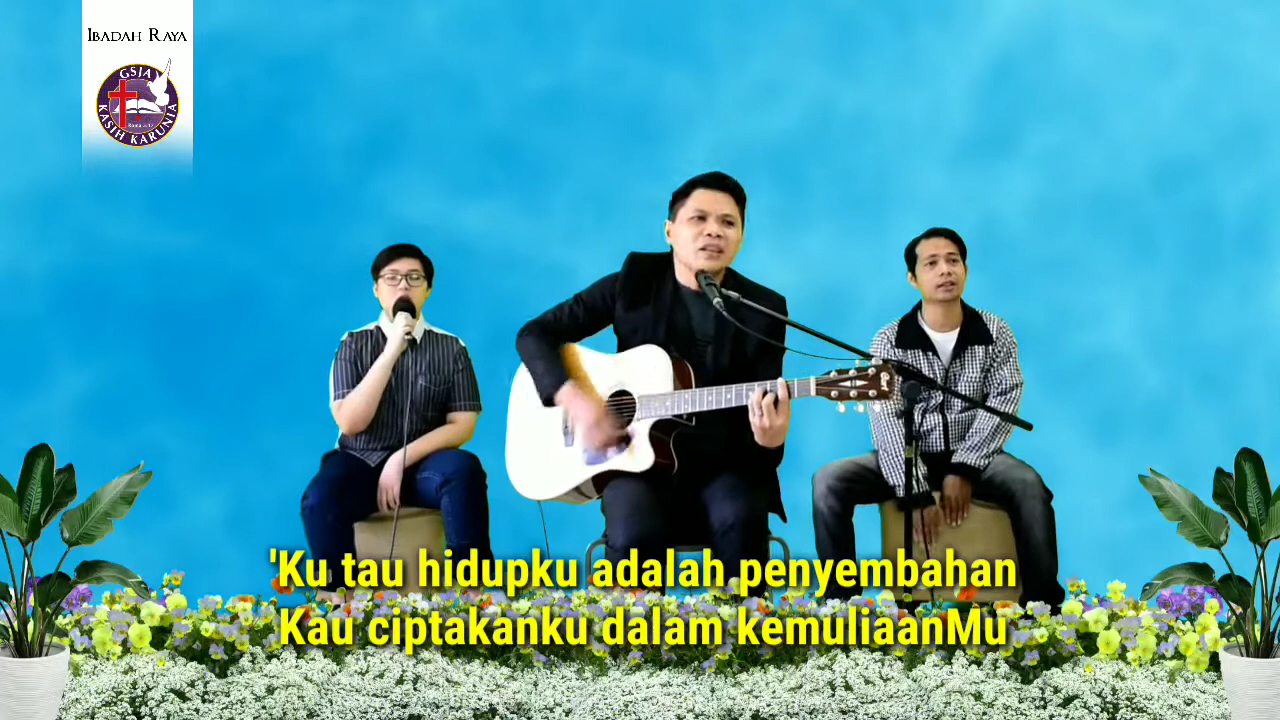 IBADAH RAYA
GSJA
KASIH KARUNIA
'Ku tau hidupku adalah penyembahan
Kau ciptakanku dalam kemuliaanMu